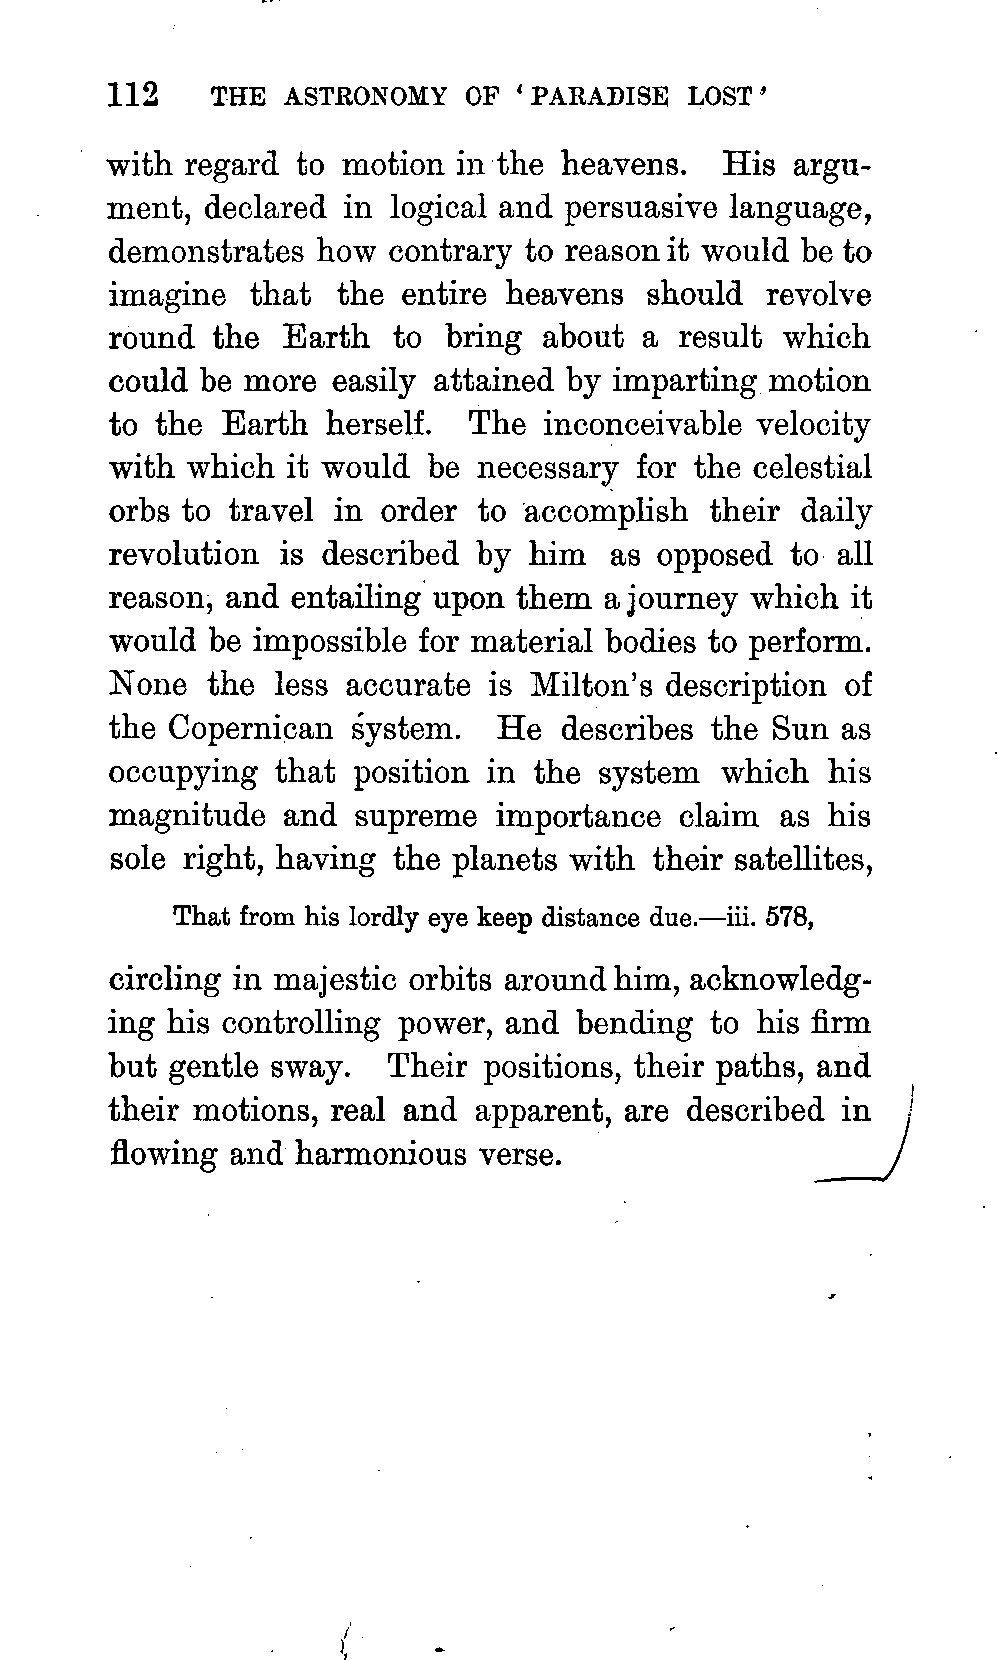 112 THE ASTRONOMY OF ‘PARADISE LOST’
with regard to motion in the heavens. His argu-
ment, declared in logical and persuasive language,
demonstrates how contrary to reason it would be to
imagine that the entire heavens should revolve
round the Earth to bring about a result which
could be more easily attained by imparting motion
to the Earth herself. The inconceivable velocity
with which it would be necessary for the celestial
orbs to travel in order to accomplish their daily
revolution is described by him as opposed to all
reason, and entailing upon them a journey which it
would be impossible for material bodies to perform.
None the less accurate is Milton’s description of
the Copernican system. He describes the Sun as
occupying that position in the system which his
magnitude and supreme importance claim as his
sole right, having the planets with their satellites,
That from his lordly eye keep distance due.—iii. 578,
circling in majestic orbits around him, acknowledg-
ing his controlling power, and bending to his firm
but gentle sway. Their positions, their paths, and
their motions, real and apparent, are described in
flowing and harmonious verse.